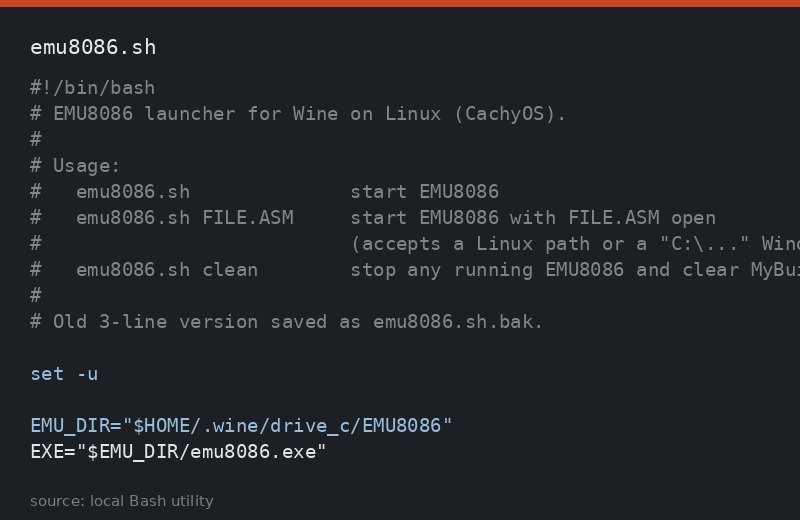 emu8086.sh
#!/bin/bash
# EMU8086 launcher for Wine on Linux (CachyOS).
#
# Usage:
#   emu8086.sh              start EMU8086
#   emu8086.sh FILE.ASM     start EMU8086 with FILE.ASM open
#                           (accepts a Linux path or a "C:\..."
#   emu8086.sh clean        stop any running EMU8086 and clear
#
# Old 3-line version saved as emu8086.sh.bak.
set -u
EMU_DIR="$HOME/.wine/drive_c/EMU8086"
EXE="$EMU_DIR/emu8086.exe"
source: local Bash utility